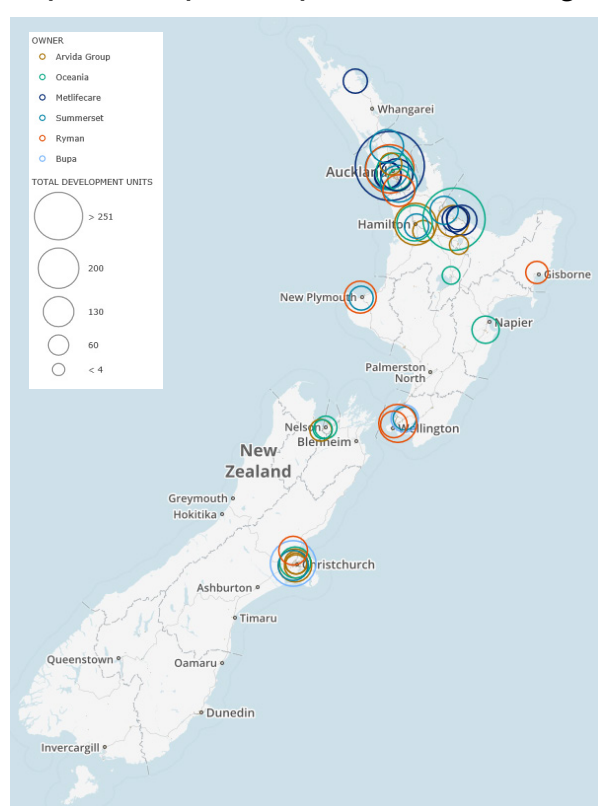 OWNER
Arvida Group
Oceania
Metlifecare
Summerset
Ryman
Bupa
TOTAL DEVELOPMENT UNITS
> 251
200
130
60
< 4
Whangarei
Auckland
Hamilton
Gisborne
New Plymouth
Napier
Palmerston
North
Nelson
Wellington
Blenheim
New
Zealand
Greymouth
Hokitika
Christchurch
Ashburton
Timaru
Queenstown
Oamaru
Dunedin
Invercargill